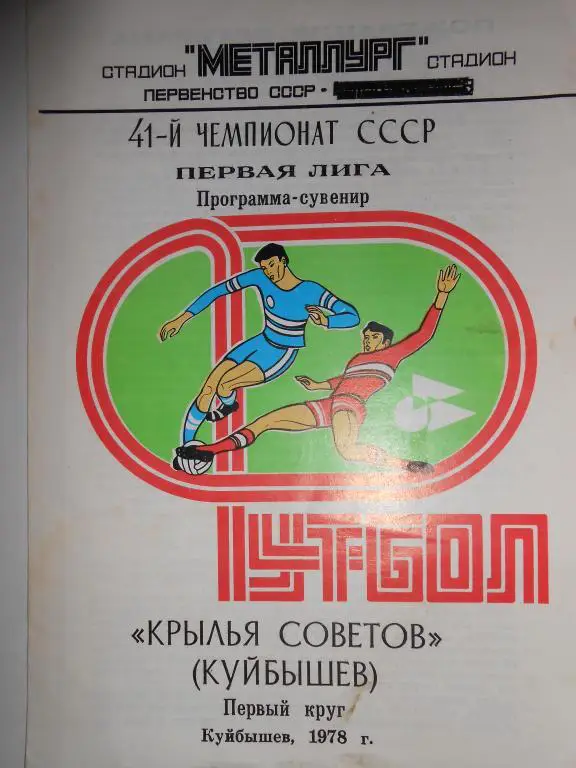 СТАДИОН "МЕТАЛЛУРГ" СТАДИОН
ПЕРВЕНСТВО СССР -
41-Й ЧЕМПИОНАТ СССР
ПЕРВАЯ ЛИГА
Программа-сувенир
ФУТБОЛ
«КРЫЛЬЯ СОВЕТОВ»
(КУЙБЫШЕВ)
Первый круг
Куйбышев, 1978 г.